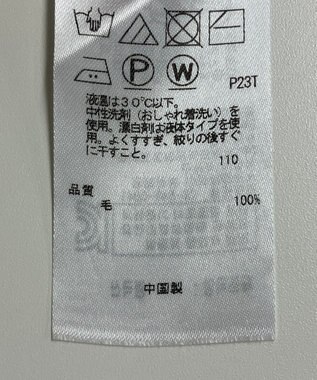 P
W
P23T
液温は30℃以下。
中性洗剤(おしゃれ着洗い)を
使用。漂白剤は液体タイプを使
用。よくすすぎ、絞りの後すぐ
に干すこと。
110
品質
毛 100%
中国製